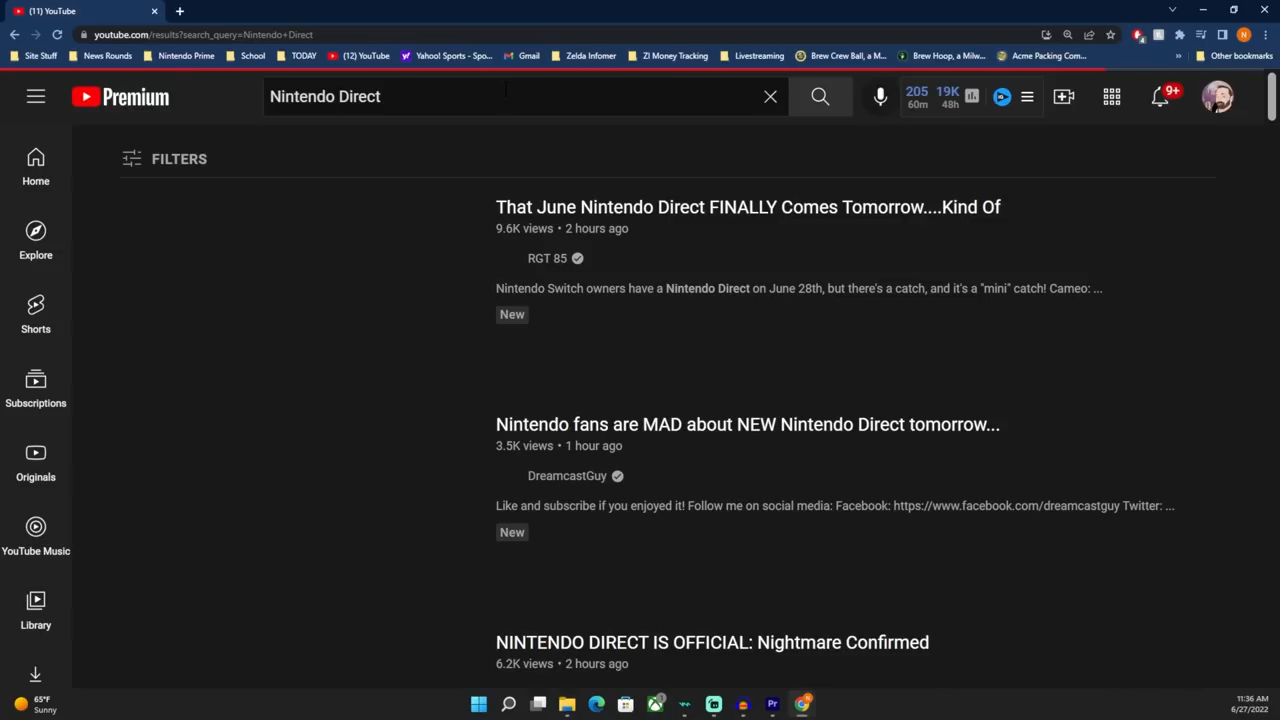 (11) YouTube
youtube.com/results?search_query=Nintendo+Direct
Site Stuff News Rounds Nintendo Prime School TODAY (12) YouTube Yahoo! Sports - Spo... Gmail Zelda Infomer ZI Money Tracking Livestreaming Brew Crew Ball, a M... Brew Hoop, a Milw... Acme Packing Com... » Other bookmarks
Premium
Nintendo Direct
205 19K
60m 48h
9+
FILTERS
Home
Explore
Shorts
Subscriptions
Originals
YouTube Music
Library
That June Nintendo Direct FINALLY Comes Tomorrow....Kind Of
9.6K views • 2 hours ago
RGT 85
Nintendo Switch owners have a Nintendo Direct on June 28th, but there's a catch, and it's a "mini" catch! Cameo: ...
New
Nintendo fans are MAD about NEW Nintendo Direct tomorrow...
3.5K views • 1 hour ago
DreamcastGuy
Like and subscribe if you enjoyed it! Follow me on social media: Facebook: https://www.facebook.com/dreamcastguy Twitter: ...
New
NINTENDO DIRECT IS OFFICIAL: Nightmare Confirmed
6.2K views • 2 hours ago
65°F
Sunny
Pr
11:36 AM
6/27/2022